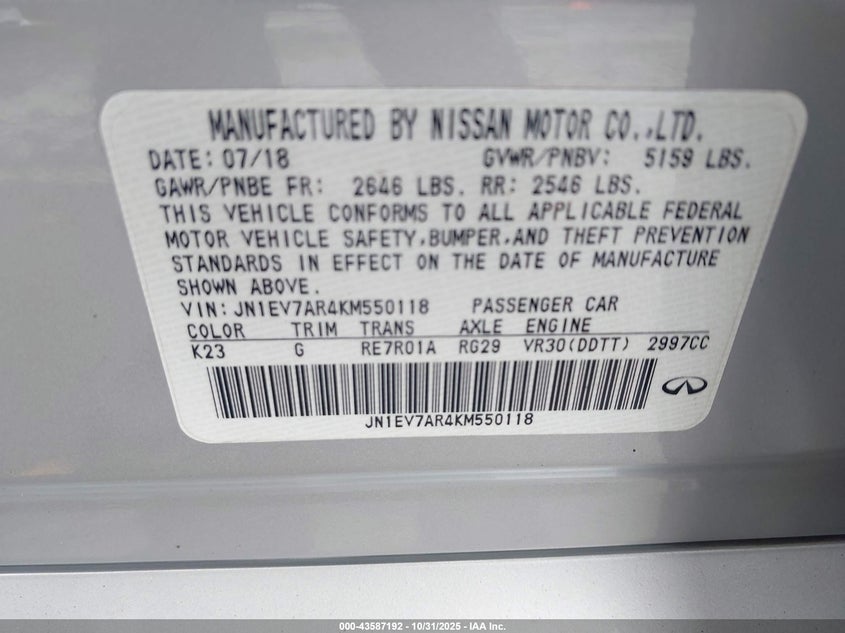 MANUFACTURED BY NISSAN MOTOR CO.,LTD.
DATE: 07/18 GVWR/PNBV: 5159 LBS.
GAWR/PNBE FR: 2646 LBS. RR: 2546 LBS.
THIS VEHICLE CONFORMS TO ALL APPLICABLE FEDERAL
MOTOR VEHICLE SAFETY,BUMPER,AND THEFT PREVENTION
STANDARDS IN EFFECT ON THE DATE OF MANUFACTURE
SHOWN ABOVE.
VIN: JN1EV7AR4KM550118 PASSENGER CAR
COLOR TRIM TRANS AXLE ENGINE
K23 G RE7R01A RG29 VR30(DDTT) 2997CC
JN1EV7AR4KM550118
000-43587192 - 10/31/2025 - IAA Inc.